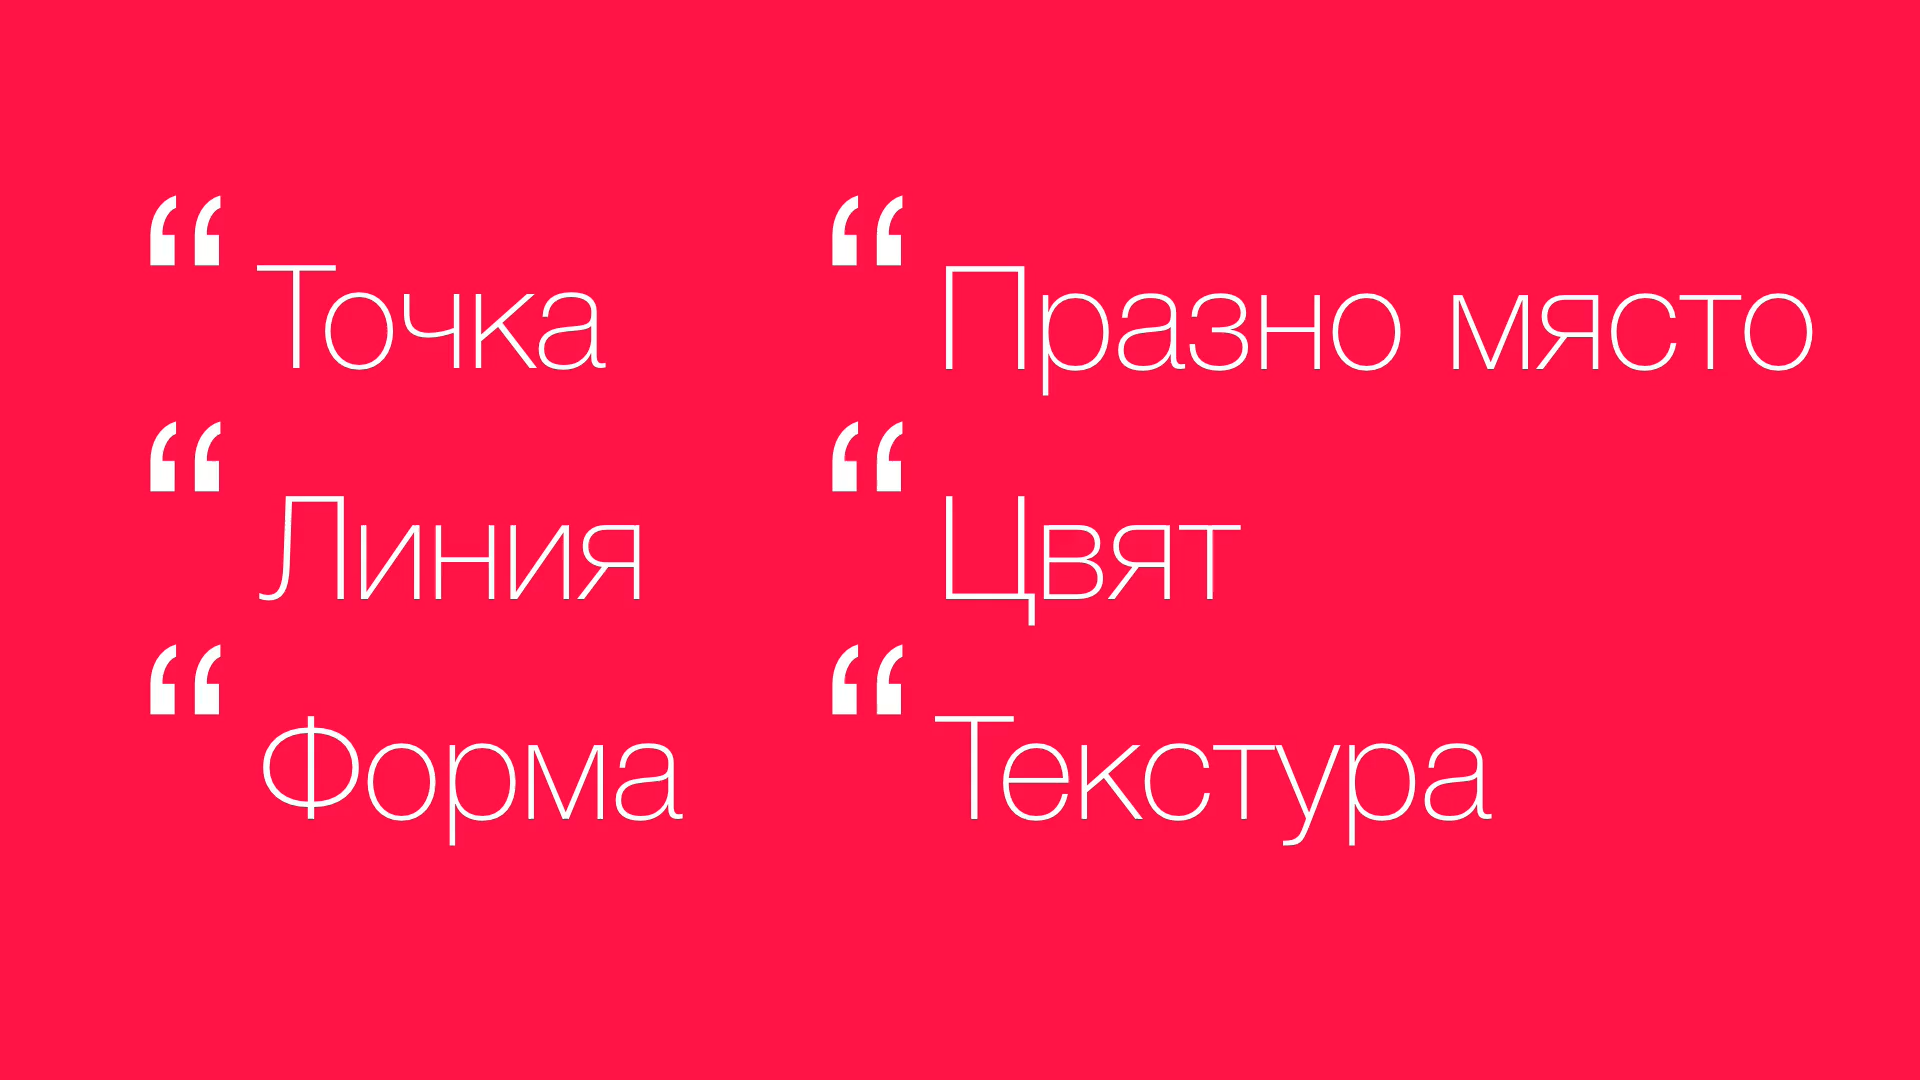 “Точка
“Линия
“Форма
“Празно място
“Цвят
“Текстура